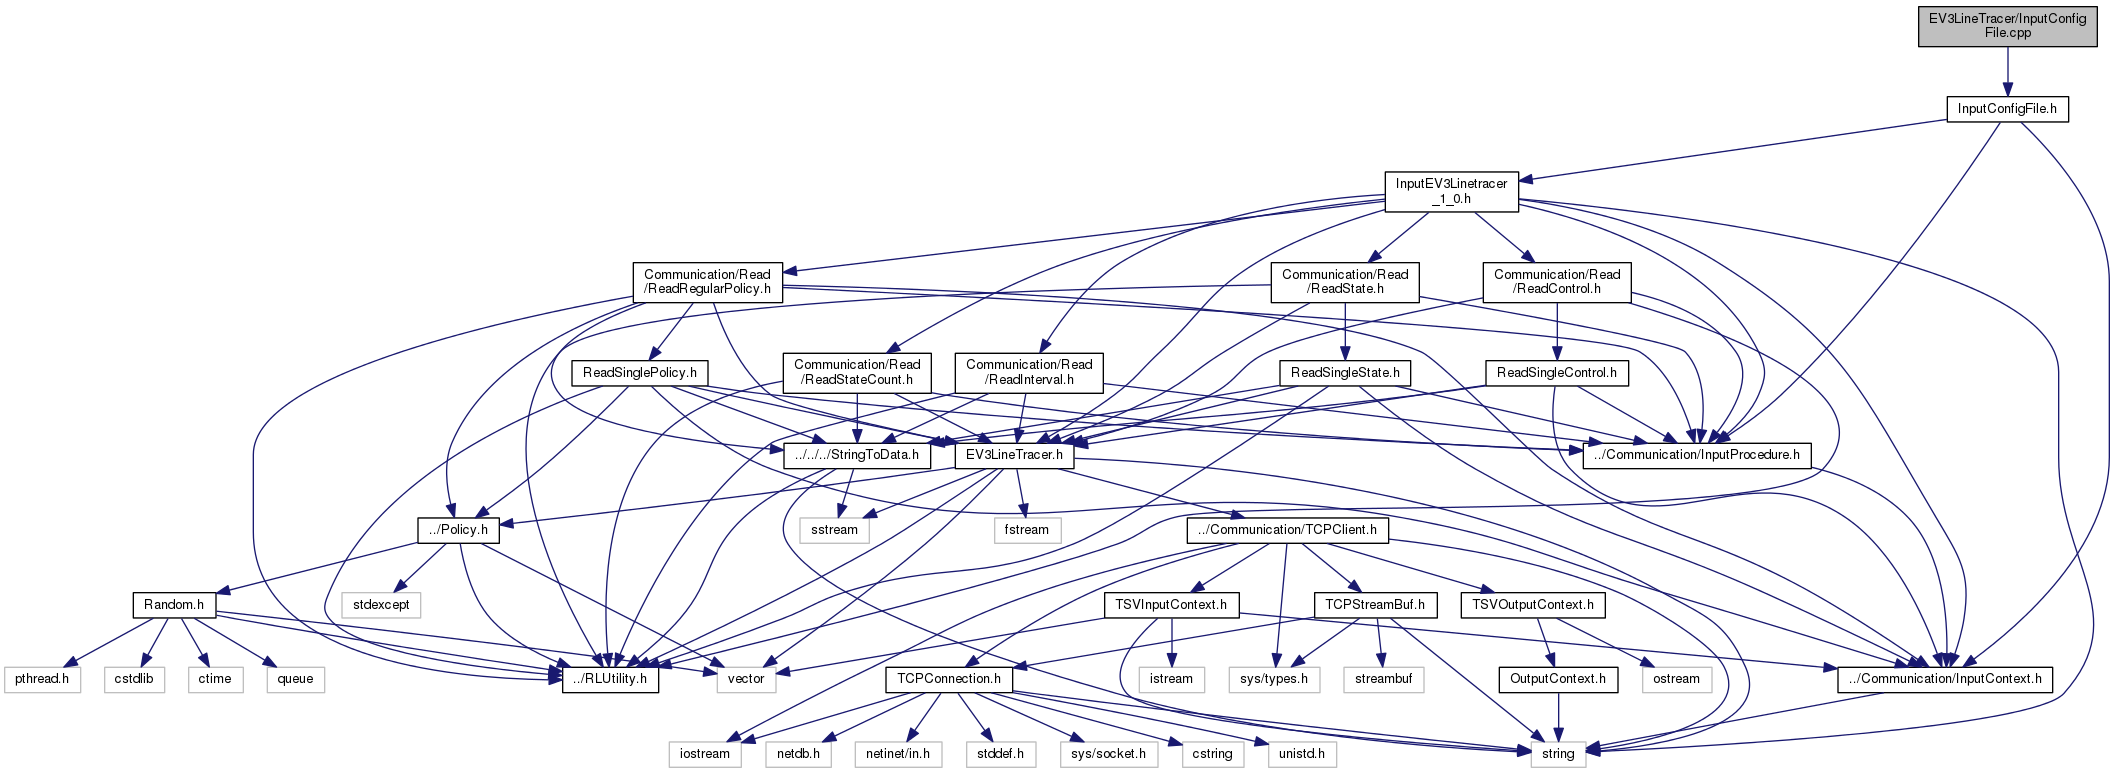 EV3LineTracer/InputConfig
File.cpp
InputConfigFile.h
InputEV3Linetracer
_1_0.h
Communication/Read
/ReadRegularPolicy.h
Communication/Read
/ReadState.h
Communication/Read
/ReadControl.h
ReadSinglePolicy.h
Communication/Read
/ReadStateCount.h
Communication/Read
/ReadInterval.h
ReadSingleState.h
ReadSingleControl.h
../../../StringToData.h
EV3LineTracer.h
../Communication/InputProcedure.h
../Policy.h
sstream
fstream
../Communication/TCPClient.h
Random.h
stdexcept
TSVInputContext.h
TCPStreamBuf.h
TSVOutputContext.h
pthread.h
cstdlib
ctime
queue
../RLUtility.h
vector
TCPConnection.h
istream
sys/types.h
streambuf
OutputContext.h
ostream
../Communication/InputContext.h
iostream
netdb.h
netinet/in.h
stddef.h
sys/socket.h
cstring
unistd.h
string